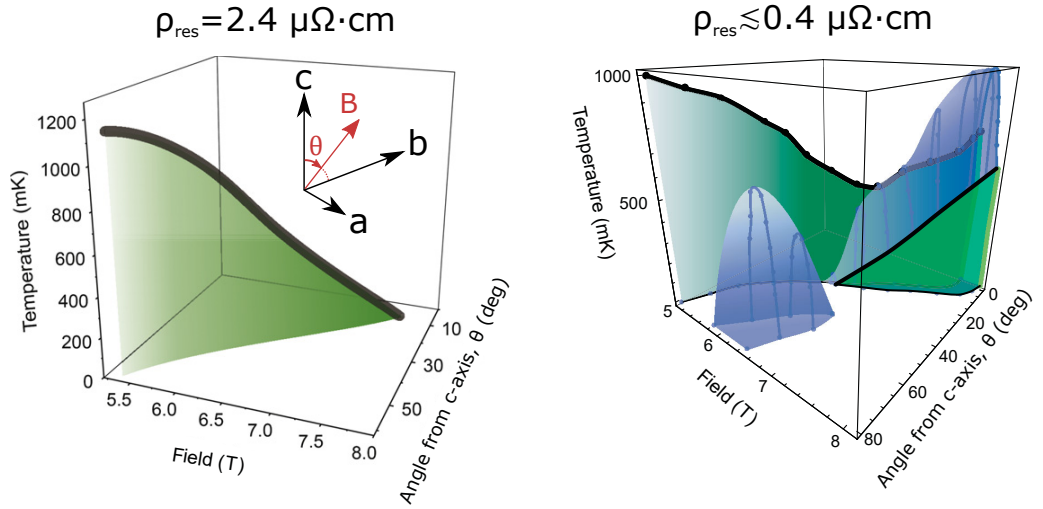 ρres=2.4 μΩ·cm
1200
1000
800
600
400
200
0
Temperature (mK)
5.5
6.0
6.5
7.0
7.5
8.0
Field (T)
10
30
50
Angle from c-axis, θ (deg)
c
B
θ
b
a
ρres≲0.4 μΩ·cm
1000
500
Temperature (mK)
5
6
7
8
Field (T)
0
20
40
60
80
Angle from c-axis, θ (deg)